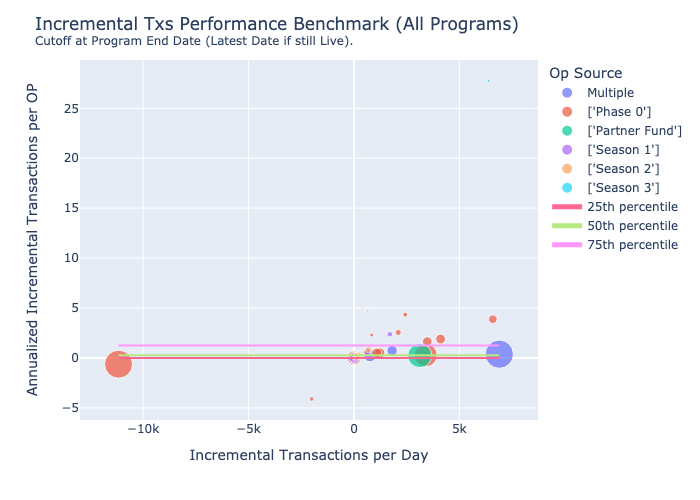 Incremental Txs Performance Benchmark (All Programs)
Cutoff at Program End Date (Latest Date if still Live).
Annualized Incremental Transactions per OP
25
20
15
10
5
0
−5
−10k
−5k
0
5k
Incremental Transactions per Day
Op Source
Multiple
['Phase 0']
['Partner Fund']
['Season 1']
['Season 2']
['Season 3']
25th percentile
50th percentile
75th percentile